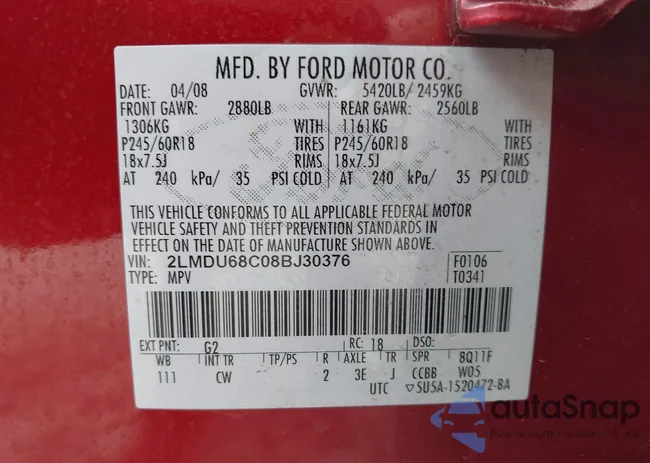 MFD. BY FORD MOTOR CO.
DATE: 04/08 GVWR: 5420LB/ 2459KG
FRONT GAWR: 2880LB REAR GAWR: 2560LB
1306KG WITH 1161KG WITH
P245/60R18 TIRES P245/60R18 TIRES
18x7.5J RIMS 18x7.5J RIMS
AT 240 kPa/ 35 PSI COLD AT 240 kPa/ 35 PSI COLD
THIS VEHICLE CONFORMS TO ALL APPLICABLE FEDERAL MOTOR
VEHICLE SAFETY AND THEFT PREVENTION STANDARDS IN
EFFECT ON THE DATE OF MANUFACTURE SHOWN ABOVE.
VIN: 2LMDU68C08BJ30376 F0106
TYPE: MPV T0341
EXT PNT: G2 RC: 18 DSO:
WB INT TR TP/PS R AXLE TR SPR 8Q11F
111 CW 2 3E J CCBB W05
UTC ▽5U5A-1520472-BA
autoSnap